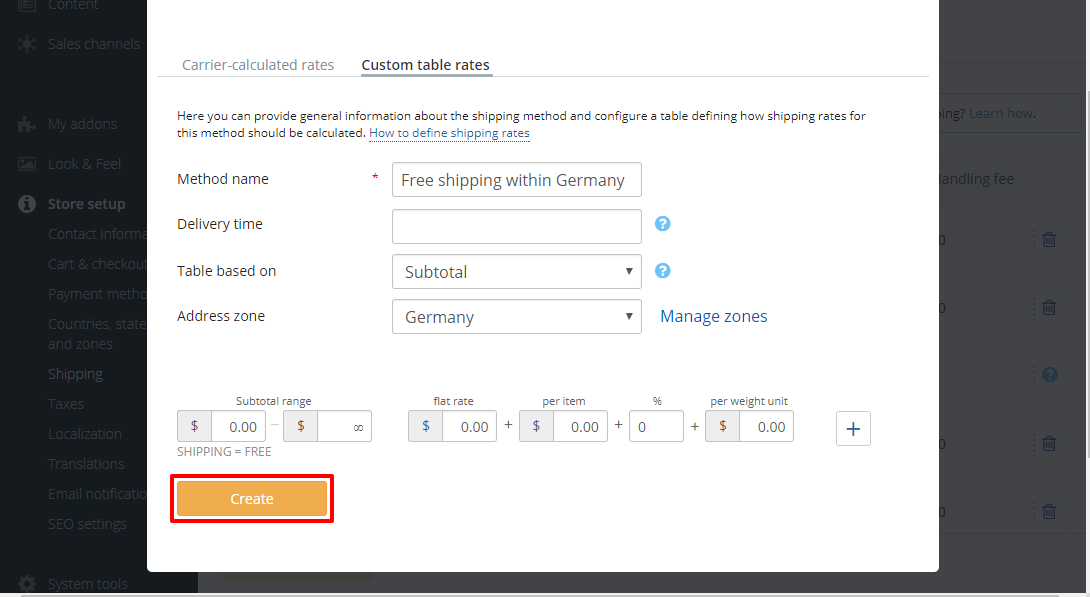 Content
Sales channels
My addons
Look & Feel
Store setup
Contact informa
Cart & checkout
Payment metho
Countries, state
and zones
Shipping
Taxes
Localization
Translations
Email notificatio
SEO settings
System tools
Carrier-calculated rates
Custom table rates
Here you can provide general information about the shipping method and configure a table defining how shipping rates for
this method should be calculated. How to define shipping rates
Method name * Free shipping within Germany
Delivery time ?
Table based on Subtotal ▼ ?
Address zone Germany ▼ Manage zones
Subtotal range flat rate per item % per weight unit
$ 0.00 – $ ∞ $ 0.00 + $ 0.00 + 0 + $ 0.00 +
SHIPPING = FREE
Create
ping? Learn how.
Handling fee
0
0
?
0
0